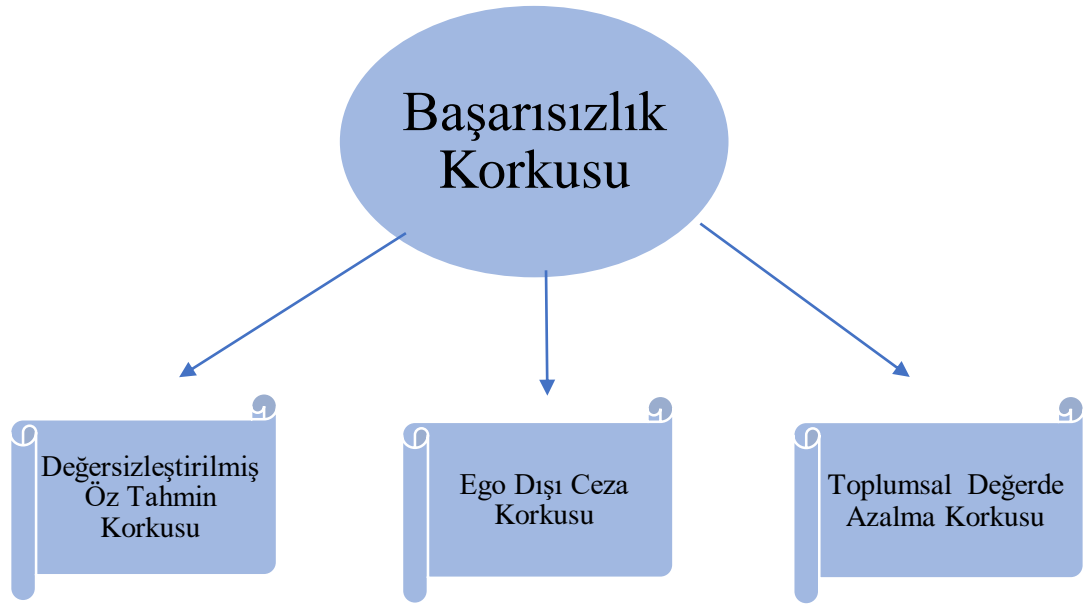 Başarısızlık
Korkusu
Değersizleştirilmiş
Öz Tahmin
Korkusu
Ego Dışı Ceza
Korkusu
Toplumsal Değerde
Azalma Korkusu